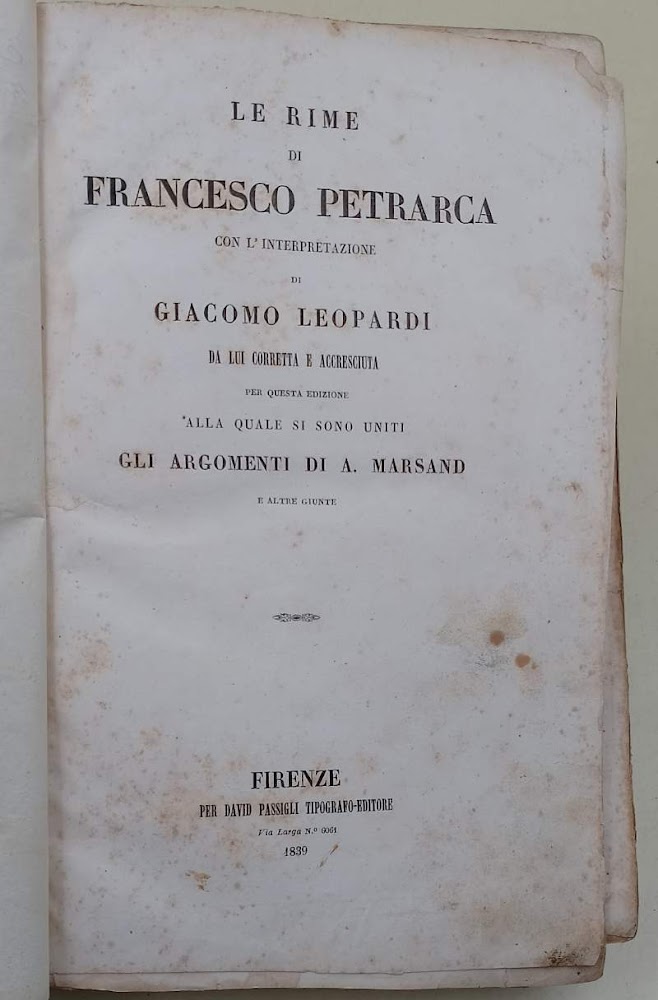 LE RIME
DI
FRANCESCO PETRARCA
CON L'INTERPRETAZIONE
DI
GIACOMO LEOPARDI
DA LUI CORRETTA E ACCRESCIUTA
PER QUESTA EDIZIONE
ALLA QUALE SI SONO UNITI
GLI ARGOMENTI DI A. MARSAND
E ALTRE GIUNTE
FIRENZE
PER DAVID PASSIGLI TIPOGRAFO-EDITORE
Via Larga N.º 6061
1839